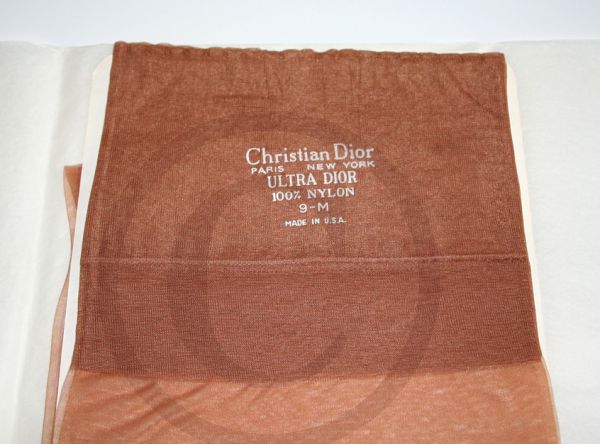 Christian Dior
PARIS NEW YORK
ULTRA DIOR
100% NYLON
9-M
MADE IN U.S.A.
©